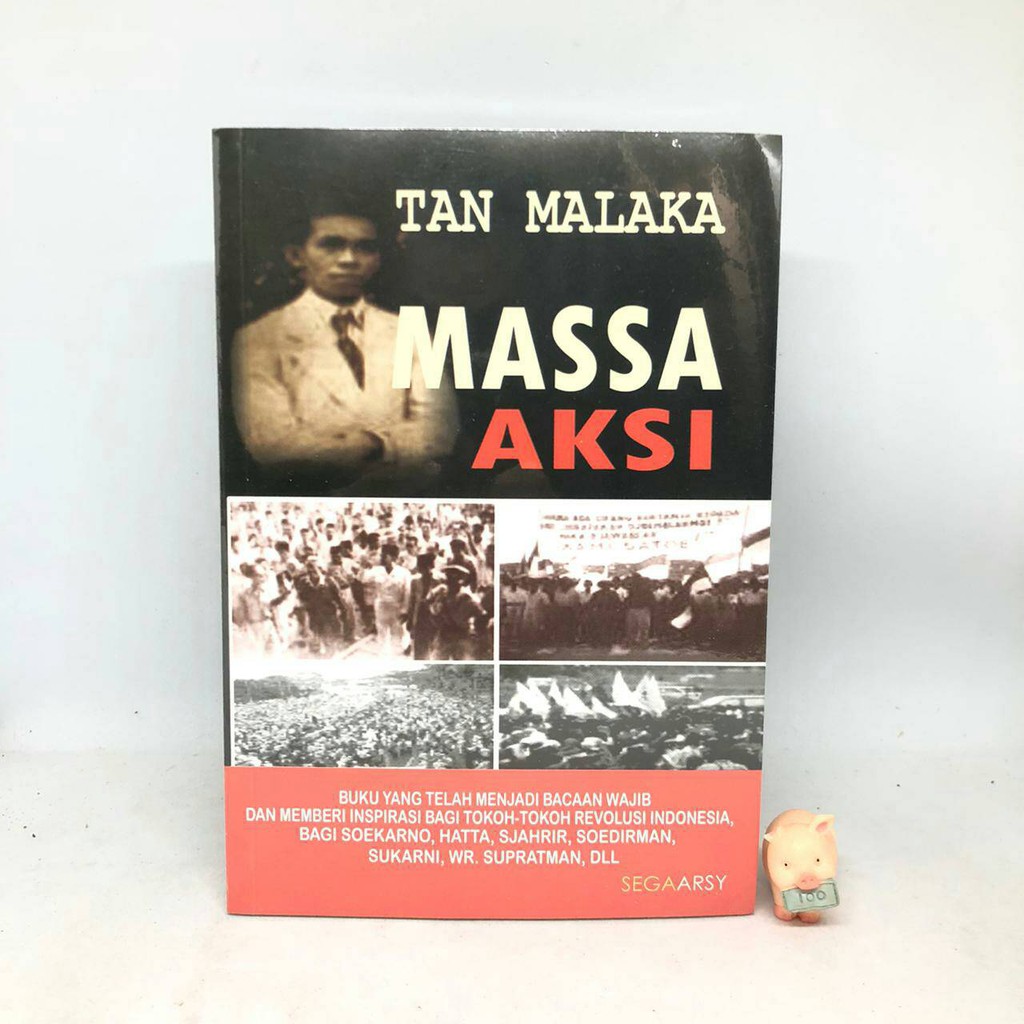 TAN MALAKA
MASSA
AKSI
BUKU YANG TELAH MENJADI BACAAN WAJIB
DAN MEMBERI INSPIRASI BAGI TOKOH-TOKOH REVOLUSI INDONESIA,
BAGI SOEKARNO, HATTA, SJAHRIR, SOEDIRMAN,
SUKARNI, WR. SUPRATMAN, DLL
SEGAARSY
100